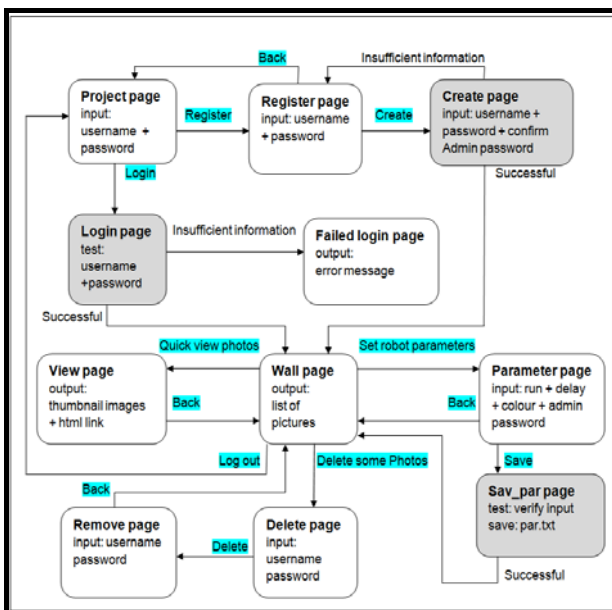 Back
Insufficient information
Project page
input:
username +
password
Register
Register page
input: username
+ password
Create
Create page
input: username +
password + confirm
Admin password
Login
Successful
Login page
test:
username
+password
Insufficient information
Failed login page
output:
error message
Successful
Quick view photos
Set robot parameters
View page
output:
thumbnail images
+ html link
Back
Wall page
output:
list of
pictures
Back
Parameter page
input: run + delay
+ colour + admin
password
Log out
Delete some Photos
Save
Back
Remove page
input: username
password
Delete
Delete page
input:
username
password
Sav_par page
test: verify input
save: par.txt
Successful